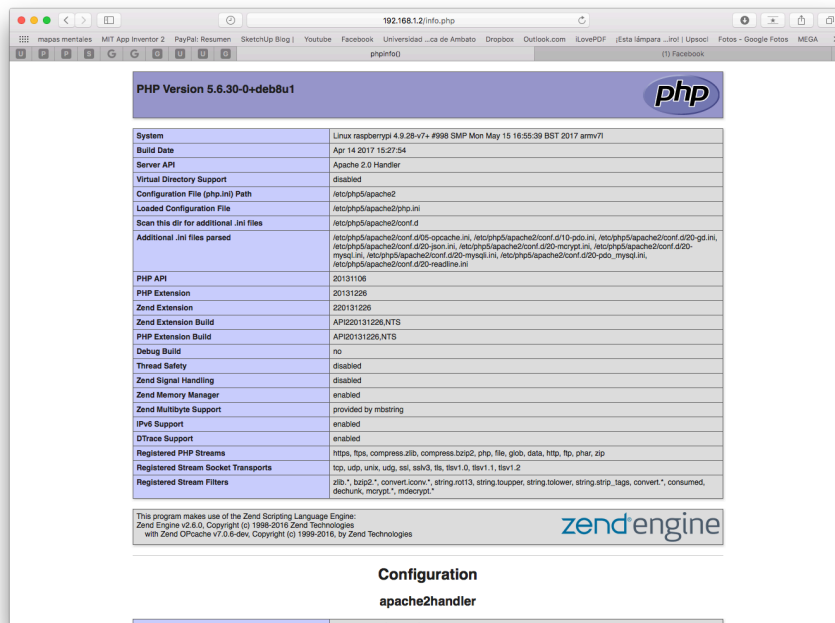 192.168.1.2/info.php
mapas mentales MIT App Inventor 2 PayPal: Resumen SketchUp Blog | Youtube Facebook Universidad ...ca de Ambato Dropbox Outlook.com iLovePDF ¡Esta lámpara ...iro! | Upsocl Fotos - Google Fotos MEGA
U P P S G G G U U G phpinfo() (1) Facebook
PHP Version 5.6.30-0+deb8u1 php
System Linux raspberrypi 4.9.28-v7+ #998 SMP Mon May 15 16:55:39 BST 2017 armv7l
Build Date Apr 14 2017 15:27:54
Server API Apache 2.0 Handler
Virtual Directory Support disabled
Configuration File (php.ini) Path /etc/php5/apache2
Loaded Configuration File /etc/php5/apache2/php.ini
Scan this dir for additional .ini files /etc/php5/apache2/conf.d
Additional .ini files parsed /etc/php5/apache2/conf.d/05-opcache.ini, /etc/php5/apache2/conf.d/10-pdo.ini, /etc/php5/apache2/conf.d/20-gd.ini,
/etc/php5/apache2/conf.d/20-json.ini, /etc/php5/apache2/conf.d/20-mcrypt.ini, /etc/php5/apache2/conf.d/20-
mysql.ini, /etc/php5/apache2/conf.d/20-mysqli.ini, /etc/php5/apache2/conf.d/20-pdo_mysql.ini,
/etc/php5/apache2/conf.d/20-readline.ini
PHP API 20131106
PHP Extension 20131226
Zend Extension 220131226
Zend Extension Build API220131226,NTS
PHP Extension Build API20131226,NTS
Debug Build no
Thread Safety disabled
Zend Signal Handling disabled
Zend Memory Manager enabled
Zend Multibyte Support provided by mbstring
IPv6 Support enabled
DTrace Support enabled
Registered PHP Streams https, ftps, compress.zlib, compress.bzip2, php, file, glob, data, http, ftp, phar, zip
Registered Stream Socket Transports tcp, udp, unix, udg, ssl, sslv3, tls, tlsv1.0, tlsv1.1, tlsv1.2
Registered Stream Filters zlib.*, bzip2.*, convert.iconv.*, string.rot13, string.toupper, string.tolower, string.strip_tags, convert.*, consumed,
dechunk, mcrypt.*, mdecrypt.*
This program makes use of the Zend Scripting Language Engine:
Zend Engine v2.6.0, Copyright (c) 1998-2016 Zend Technologies
with Zend OPcache v7.0.6-dev, Copyright (c) 1999-2016, by Zend Technologies
zend engine
Configuration
apache2handler